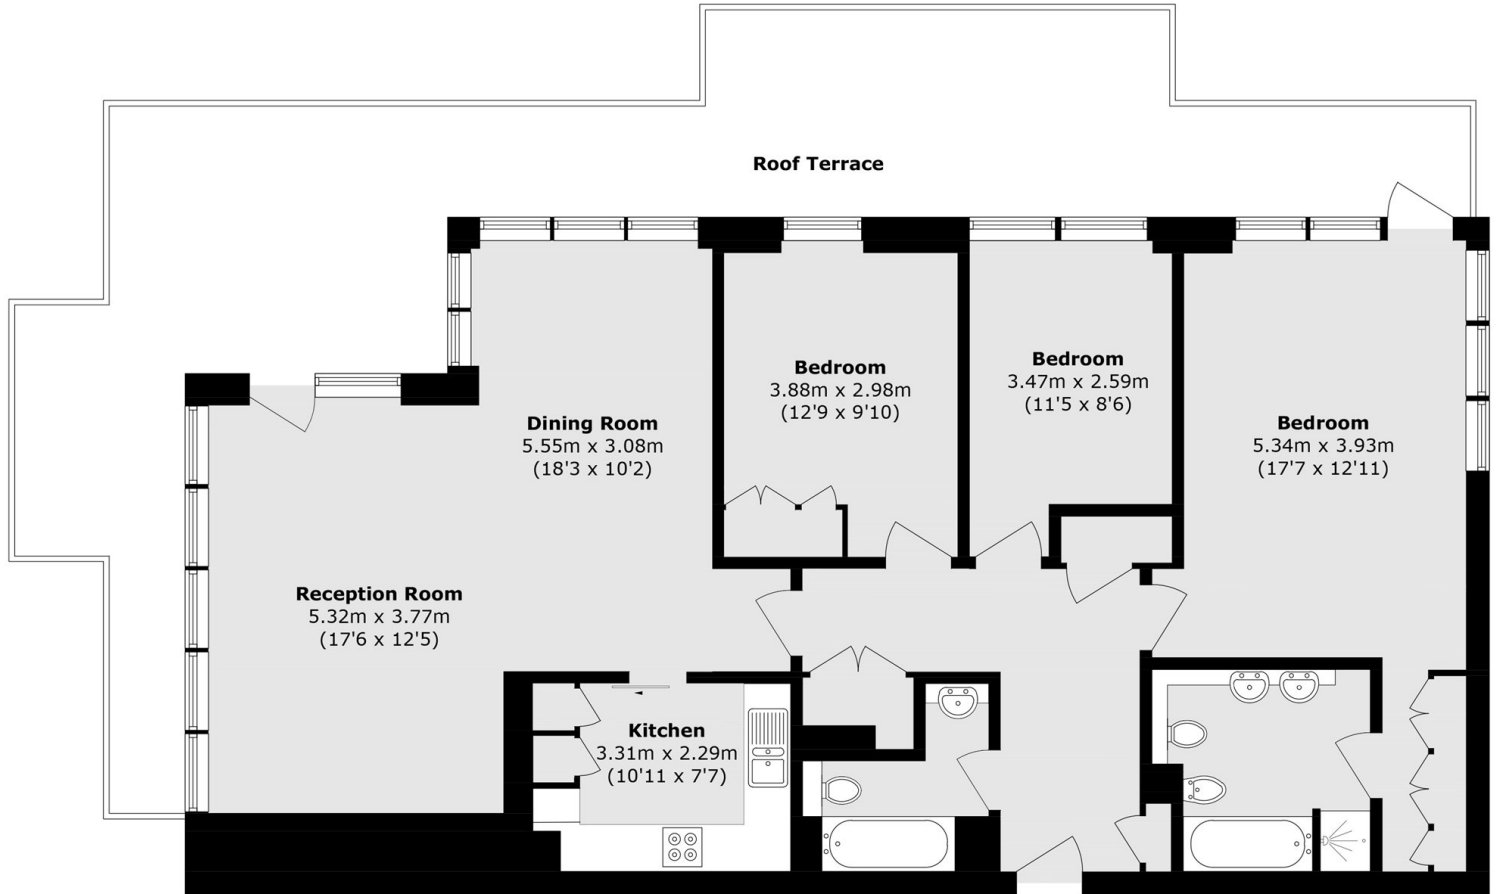 Roof Terrace
Bedroom
3.88m x 2.98m
(12'9 x 9'10)
Bedroom
3.47m x 2.59m
(11'5 x 8'6)
Dining Room
5.55m x 3.08m
(18'3 x 10'2)
Bedroom
5.34m x 3.93m
(17'7 x 12'11)
Reception Room
5.32m x 3.77m
(17'6 x 12'5)
Kitchen
3.31m x 2.29m
(10'11 x 7'7)